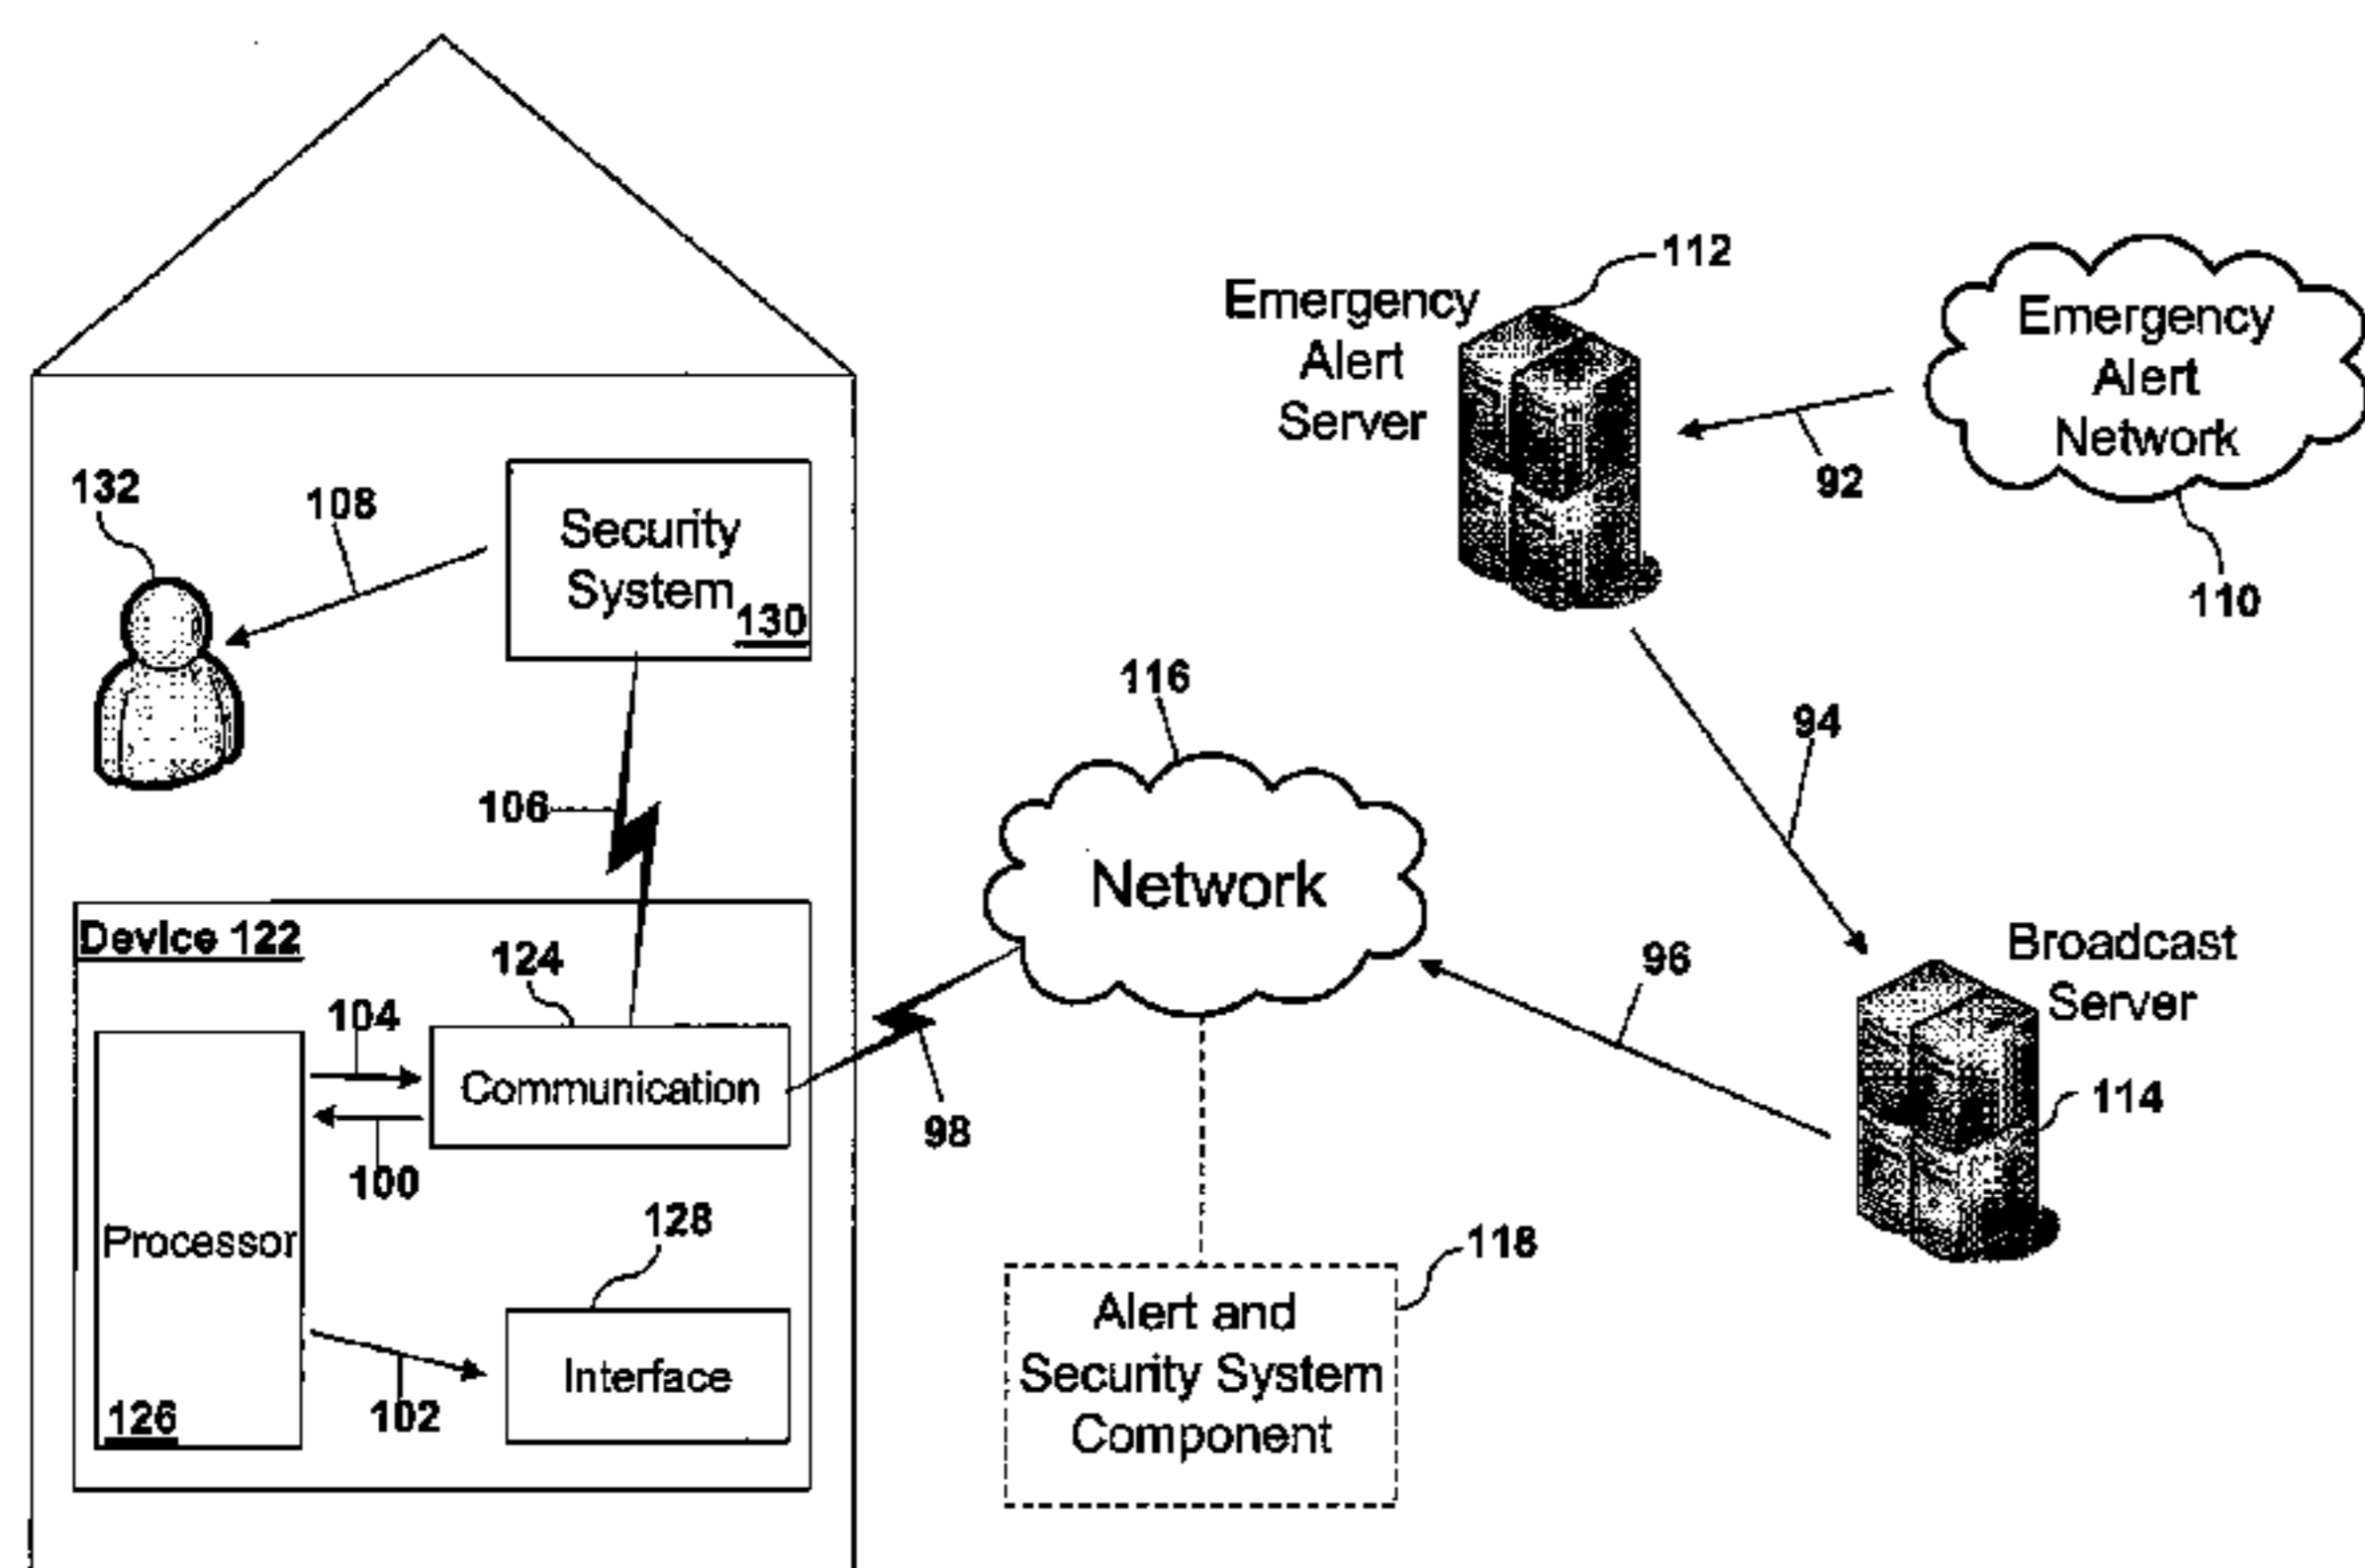 112
Emergency
Alert
Server
Emergency
Alert
Network
92
110
132
108
Security
System
130
116
94
106
Network
Device 122
124
96
Broadcast
Server
104
Communication
98
114
100
Processor
128
118
Alert and
Security System
Component
Interface
126
102